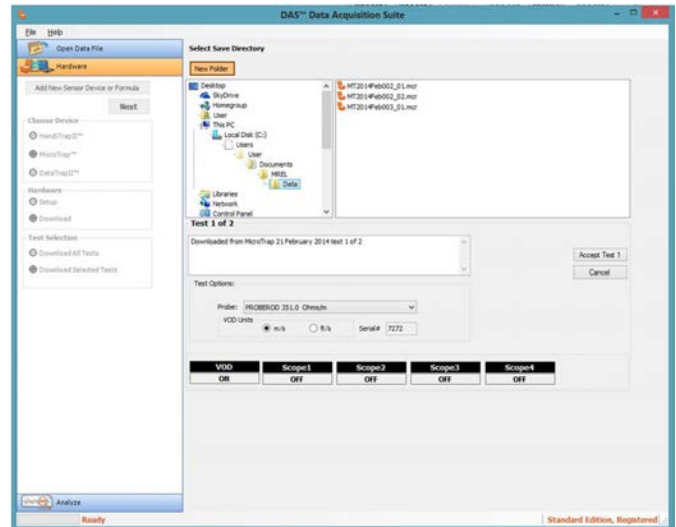 DAS™ Data Acquisition Suite
File Help
Open Data File
Hardware
Add New Sensor Device or Formula
Next
Choose Device
HandiTrapII™
MicroTrap™
DataTrapII™
Hardware
Setup
Download
Test Selection
Download All Tests
Download Selected Tests
Analyze
Ready
Select Save Directory
New Folder
Desktop
SkyDrive
Homegroup
User
This PC
Local Disk (C:)
Users
User
Documents
MREL
Data
Libraries
Network
Control Panel
MT2014Feb002_01.mcr
MT2014Feb002_02.mcr
MT2014Feb003_01.mcr
Test 1 of 2
Downloaded from MicroTrap 21 February 2014 test 1 of 2
Accept Test 1
Cancel
Test Options:
Probe: PROBEROD 351.0 Ohms/m
VOD Units
m/s ft/s Serial# 7272
VOD Scope1 Scope2 Scope3 Scope4
ON OFF OFF OFF OFF
Standard Edition, Registered